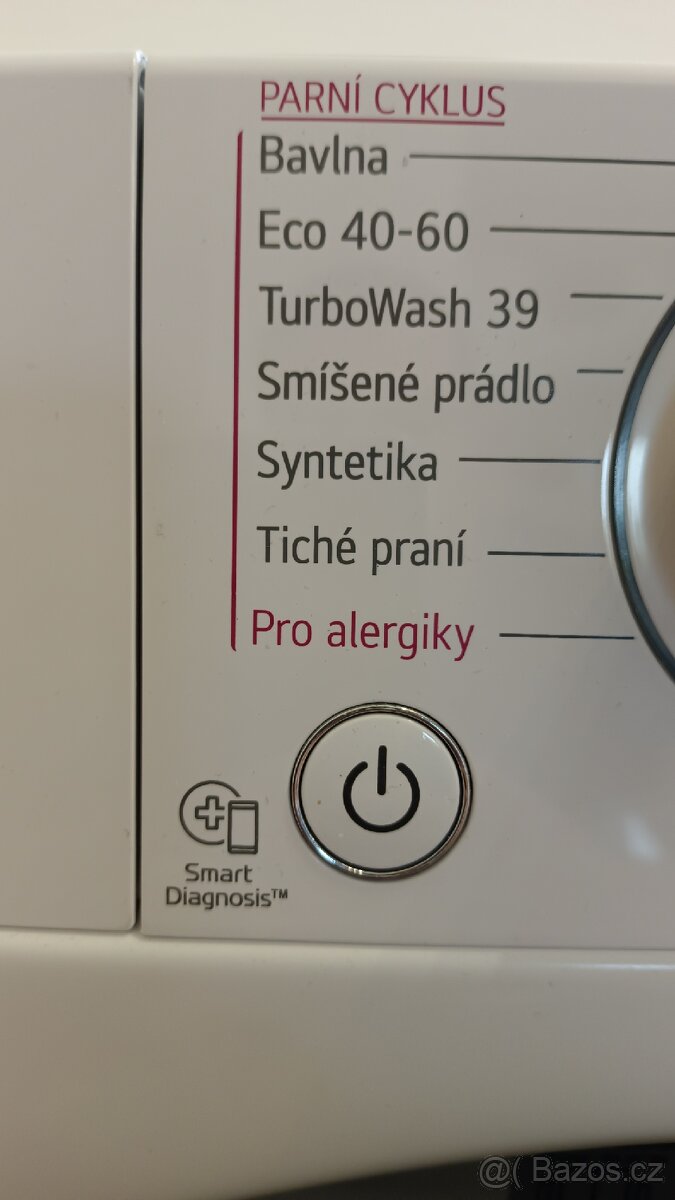 PARNÍ CYKLUS
Bavlna
Eco 40-60
TurboWash 39
Smíšené prádlo
Syntetika
Tiché praní
Pro alergiky
Smart
Diagnosis™
@( Bazos.cz